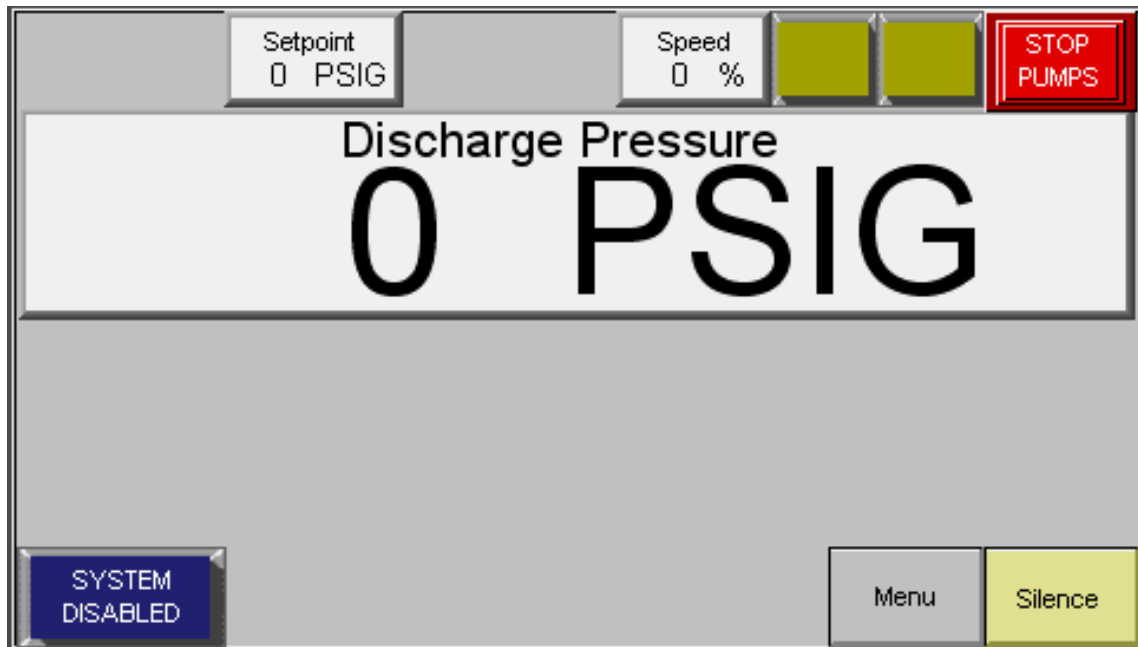 Setpoint
0 PSIG
Speed
0 %
STOP
PUMPS
Discharge Pressure
0 PSIG
SYSTEM
DISABLED
Menu
Silence